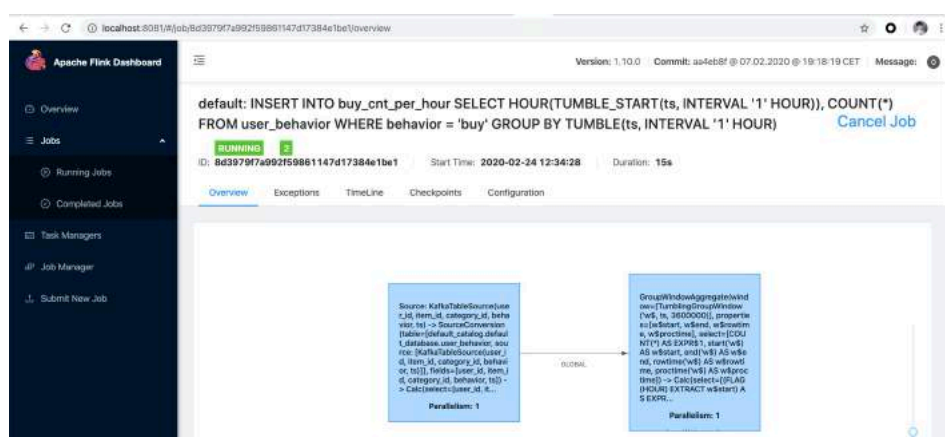 localhost:8081/#/job/8d3979f7a992f59861147d17384e1be1/overview
Apache Flink Dashboard
Version: 1.10.0 Commit: aa4eb8f @ 07.02.2020 @ 19:18:19 CET Message: 0
Overview
Jobs
Running Jobs
Completed Jobs
Task Managers
Job Manager
Submit New Job
default: INSERT INTO buy_cnt_per_hour SELECT HOUR(TUMBLE_START(ts, INTERVAL '1' HOUR)), COUNT(*)
FROM user_behavior WHERE behavior = 'buy' GROUP BY TUMBLE(ts, INTERVAL '1' HOUR)
Cancel Job
RUNNING 2
ID: 8d3979f7a992f59861147d17384e1be1 Start Time: 2020-02-24 12:34:28 Duration: 15s
Overview Exceptions TimeLine Checkpoints Configuration
Source: KafkaTableSource(use
r_id, item_id, category_id, beha
vior, ts) -> SourceConversion
(table=[default_catalog.defaul
t_database.user_behavior, sou
rce: [KafkaTableSource(user_i
d, item_id, category_id, behavi
or, ts)]], fields=[user_id, item_i
d, category_id, behavior, ts]) -
> Calc(select=[user_id, it...
Parallelism: 1
GLOBAL
GroupWindowAggregate(wind
ow=[TumblingGroupWindow
('w$, ts, 3600000)], propertie
s=[w$start, w$end, w$rowtim
e, w$proctime], select=[COU
NT(*) AS EXPR$1, start('w$)
AS w$start, end('w$) AS w$e
nd, rowtime('w$) AS w$rowti
me, proctime('w$) AS w$proc
time]) -> Calc(select=[(FLAG
(HOUR) EXTRACT w$start) A
S EXPR...
Parallelism: 1